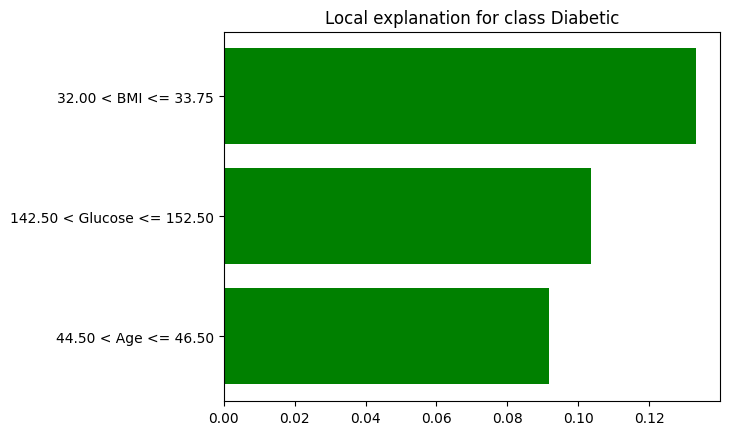 Local explanation for class Diabetic
32.00 < BMI <= 33.75
142.50 < Glucose <= 152.50
44.50 < Age <= 46.50
0.00 0.02 0.04 0.06 0.08 0.10 0.12